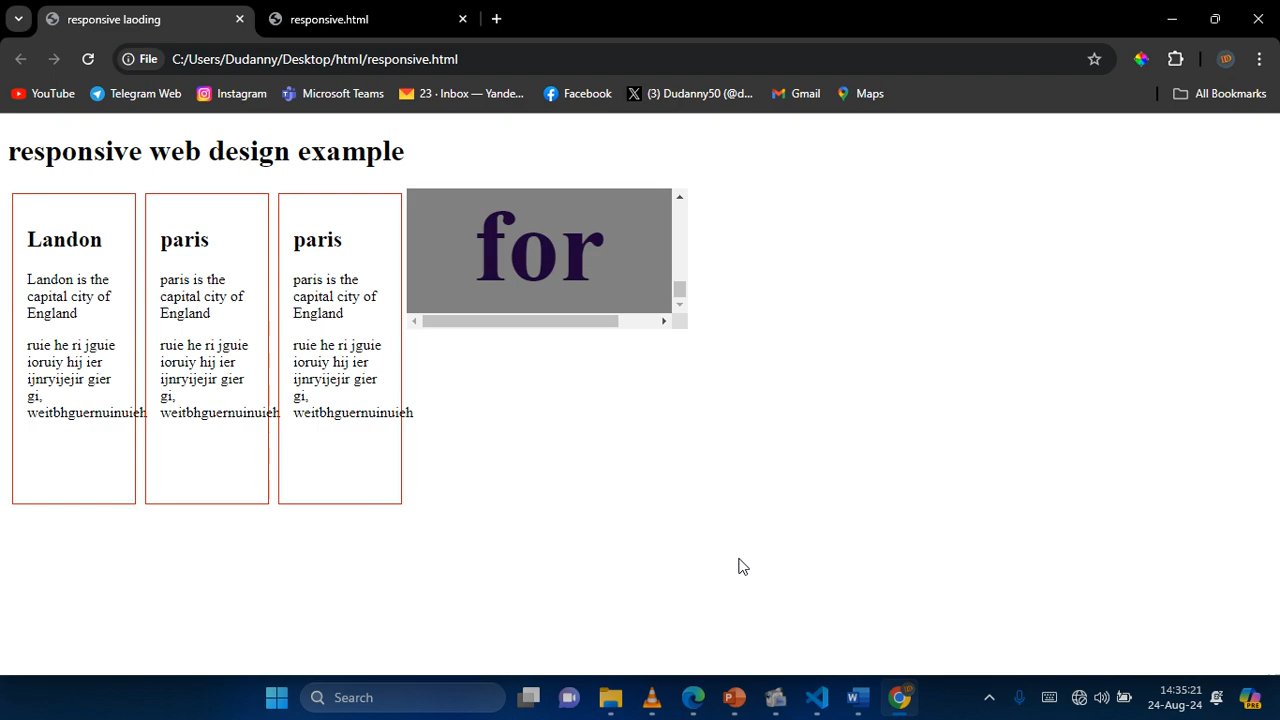 responsive laoding
responsive.html
File
C:/Users/Dudanny/Desktop/html/responsive.html
YouTube
Telegram Web
Instagram
Microsoft Teams
23 · Inbox — Yande...
Facebook
(3) Dudanny50 (@d...
Gmail
Maps
All Bookmarks
responsive web design example
Landon
Landon is the
capital city of
England
ruie he ri jguie
ioruiy hij ier
ijnryijejir gier
gi,
weitbhguernuinuieh
paris
paris is the
capital city of
England
ruie he ri jguie
ioruiy hij ier
ijnryijejir gier
gi,
weitbhguernuinuieh
paris
paris is the
capital city of
England
ruie he ri jguie
ioruiy hij ier
ijnryijejir gier
gi,
weitbhguernuinuieh
for
Search
14:35:21
24-Aug-24
PRE